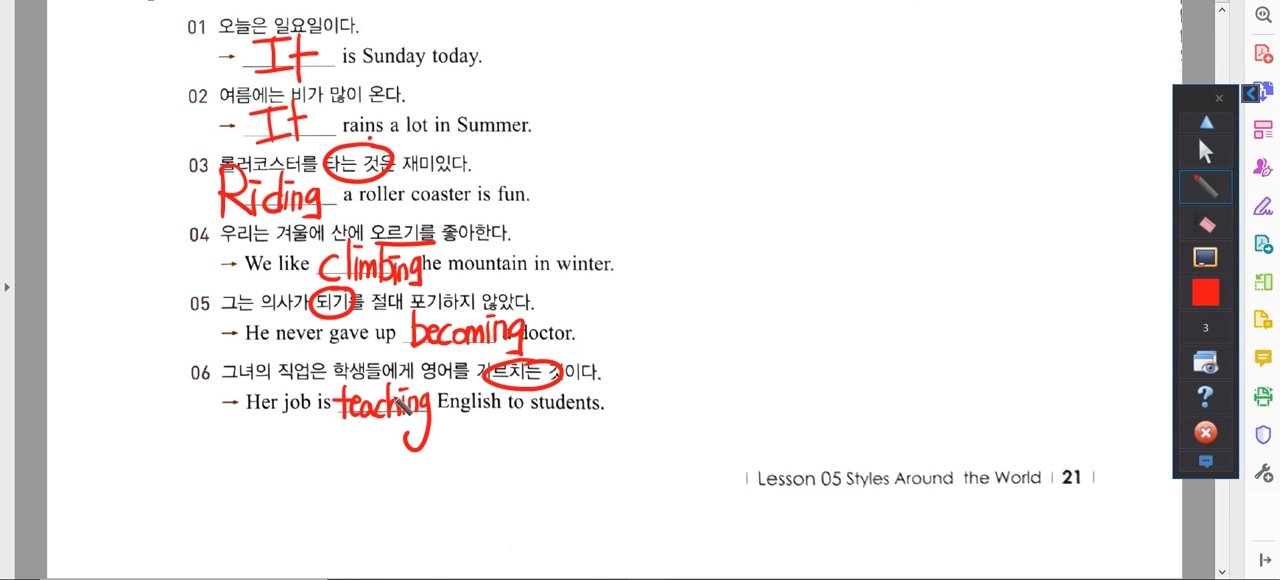 01 오늘은 일요일이다.
→ It is Sunday today.
02 여름에는 비가 많이 온다.
→ It rains a lot in Summer.
03 롤러코스터를 타는 것은 재미있다.
Riding a roller coaster is fun.
04 우리는 겨울에 산에 오르기를 좋아한다.
→ We like climbing he mountain in winter.
05 그는 의사가 되기를 절대 포기하지 않았다.
→ He never gave up becoming doctor.
06 그녀의 직업은 학생들에게 영어를 가르치는 것이다.
→ Her job is teaching English to students.
| Lesson 05 Styles Around the World | 21 |
3